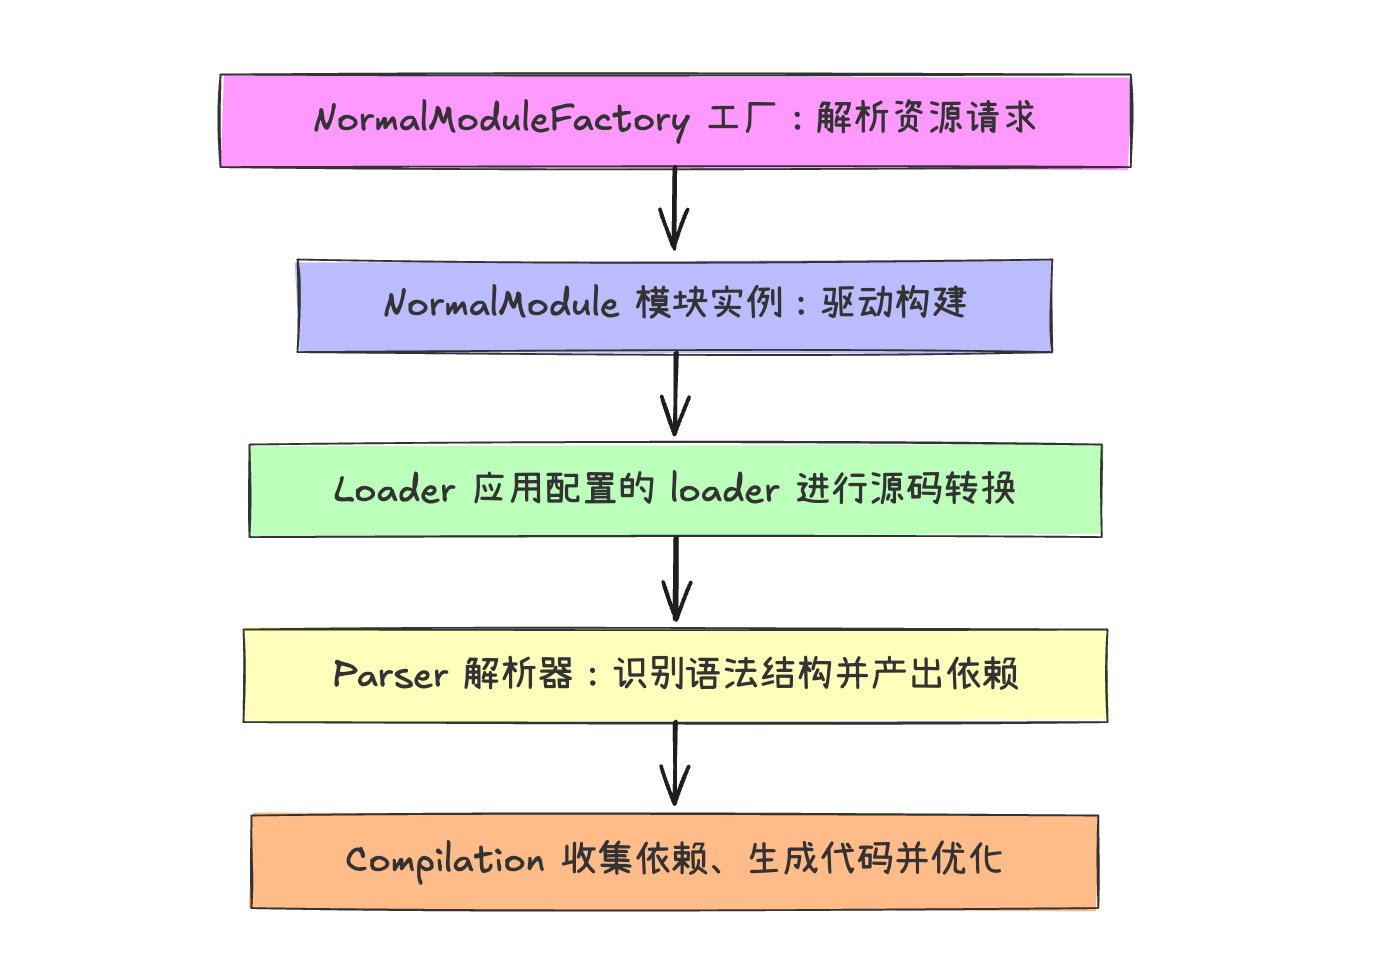 NormalModuleFactory 工厂：解析资源请求
NormalModule 模块实例：驱动构建
Loader 应用配置的 loader 进行源码转换
Parser 解析器：识别语法结构并产出依赖
Compilation 收集依赖、生成代码并优化